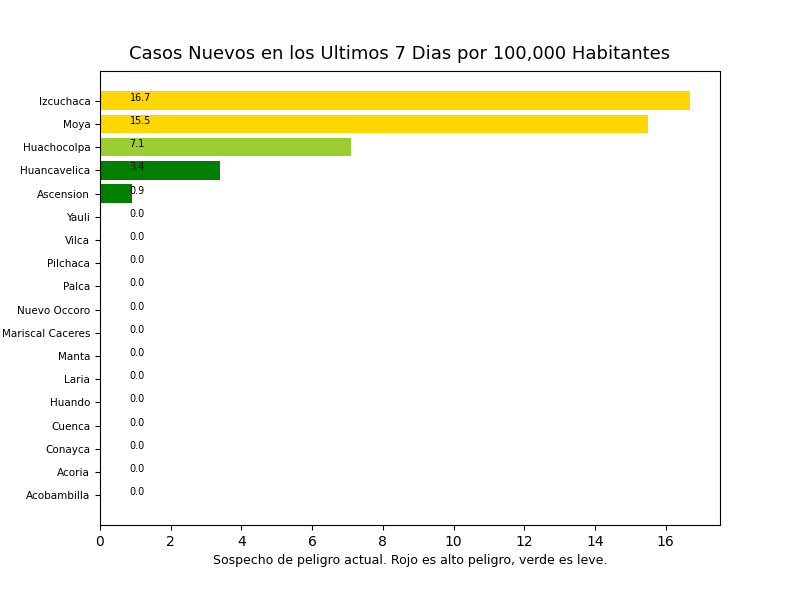 Casos Nuevos en los Ultimos 7 Dias por 100,000 Habitantes
Izcuchaca 16.7
Moya 15.5
Huachocolpa 7.1
Huancavelica 3.4
Ascension 0.9
Yauli 0.0
Vilca 0.0
Pilchaca 0.0
Palca 0.0
Nuevo Occoro 0.0
Mariscal Caceres 0.0
Manta 0.0
Laria 0.0
Huando 0.0
Cuenca 0.0
Conayca 0.0
Acoria 0.0
Acobambilla 0.0
0 2 4 6 8 10 12 14 16
Sospecho de peligro actual. Rojo es alto peligro, verde es leve.